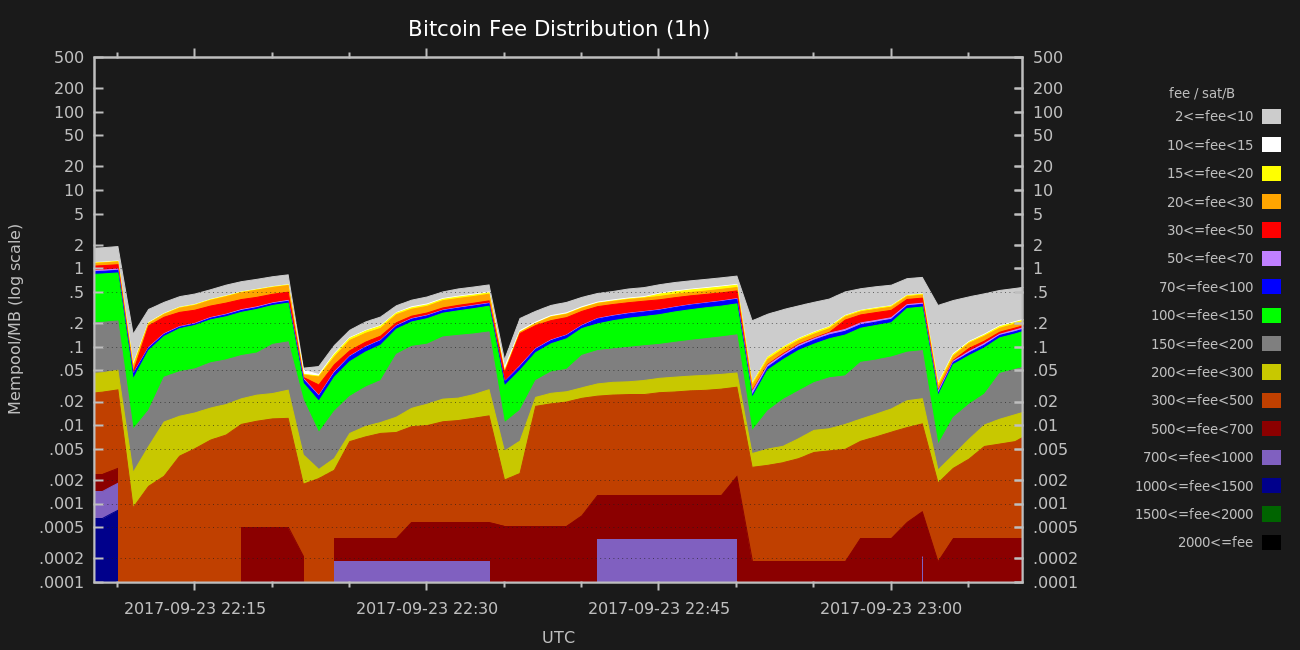 Bitcoin Fee Distribution (1h)
500 500
200 200
100 100
50 50
20 20
10 10
5 5
2 2
1 1
.5 .5
.2 .2
.1 .1
.05 .05
.02 .02
.01 .01
.005 .005
.002 .002
.001 .001
.0005 .0005
.0002 .0002
.0001 .0001
Mempool/MB (log scale)
2017-09-23 22:15 2017-09-23 22:30 2017-09-23 22:45 2017-09-23 23:00
UTC
fee / sat/B
2<=fee<10
10<=fee<15
15<=fee<20
20<=fee<30
30<=fee<50
50<=fee<70
70<=fee<100
100<=fee<150
150<=fee<200
200<=fee<300
300<=fee<500
500<=fee<700
700<=fee<1000
1000<=fee<1500
1500<=fee<2000
2000<=fee